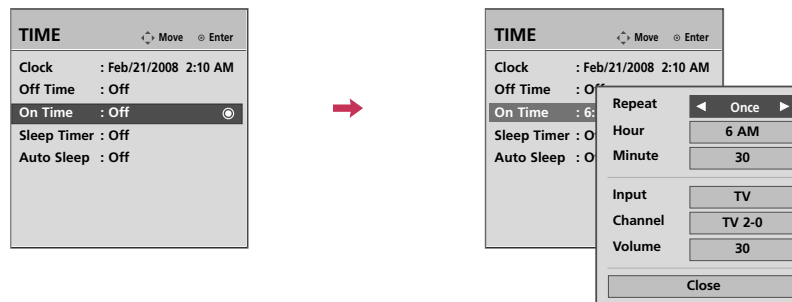 TIME Move Enter
Clock : Feb/21/2008 2:10 AM
Off Time : Off
On Time : Off
Sleep Timer : Off
Auto Sleep : Off
TIME Move Enter
Clock : Feb/21/2008 2:10 AM
Off Time
On Time : 6:
Sleep Timer
Auto Sleep
Repeat Once
Hour 6 AM
Minute 30
Input TV
Channel TV 2-0
Volume 30
Close